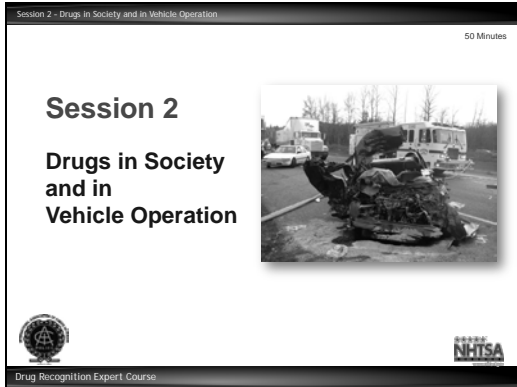 Session 2 - Drugs in Society and in Vehicle Operation
50 Minutes
Session 2
Drugs in Society
and in
Vehicle Operation
NHTSA
Drug Recognition Expert Course